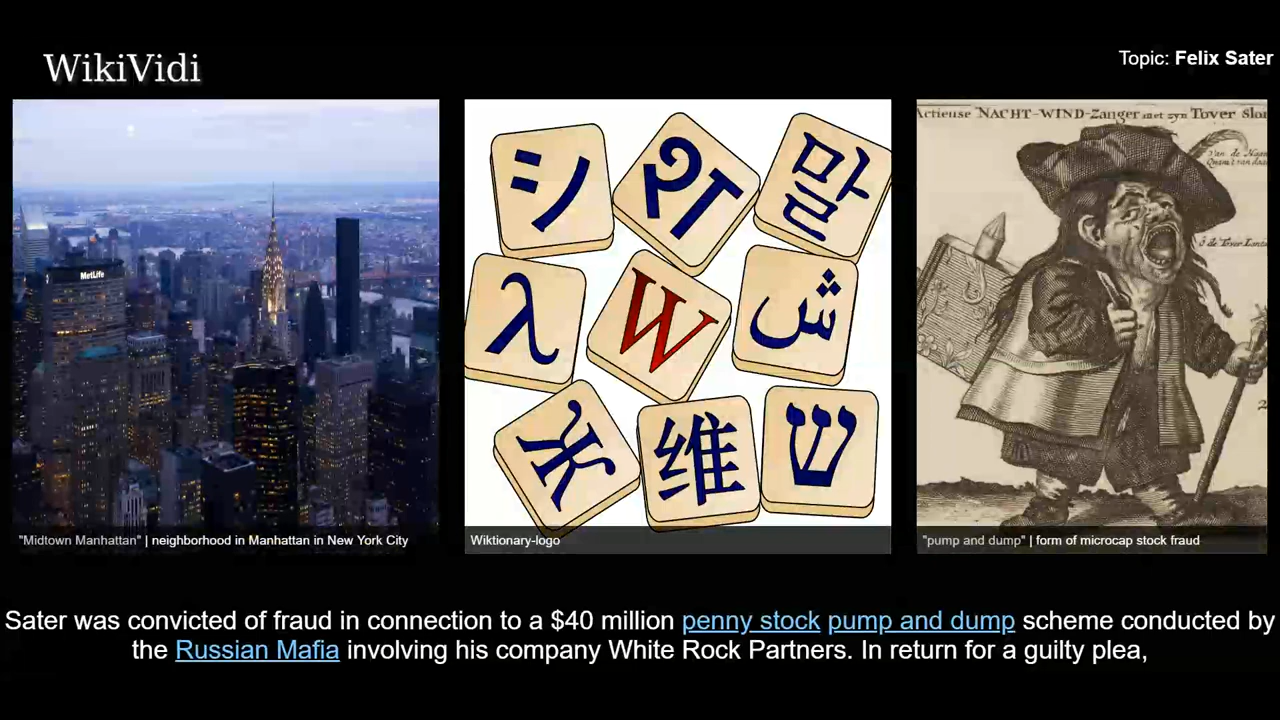 WikiVidi
Topic: Felix Sater
MetLife
シ
शा
말
λ
W
ش
Ж
维
ש
NACHT-WIND-Zanger met zyn Tover
"Midtown Manhattan" | neighborhood in Manhattan in New York City
Wiktionary-logo
"pump and dump" | form of microcap stock fraud
Sater was convicted of fraud in connection to a $40 million penny stock pump and dump scheme conducted by
the Russian Mafia involving his company White Rock Partners. In return for a guilty plea,